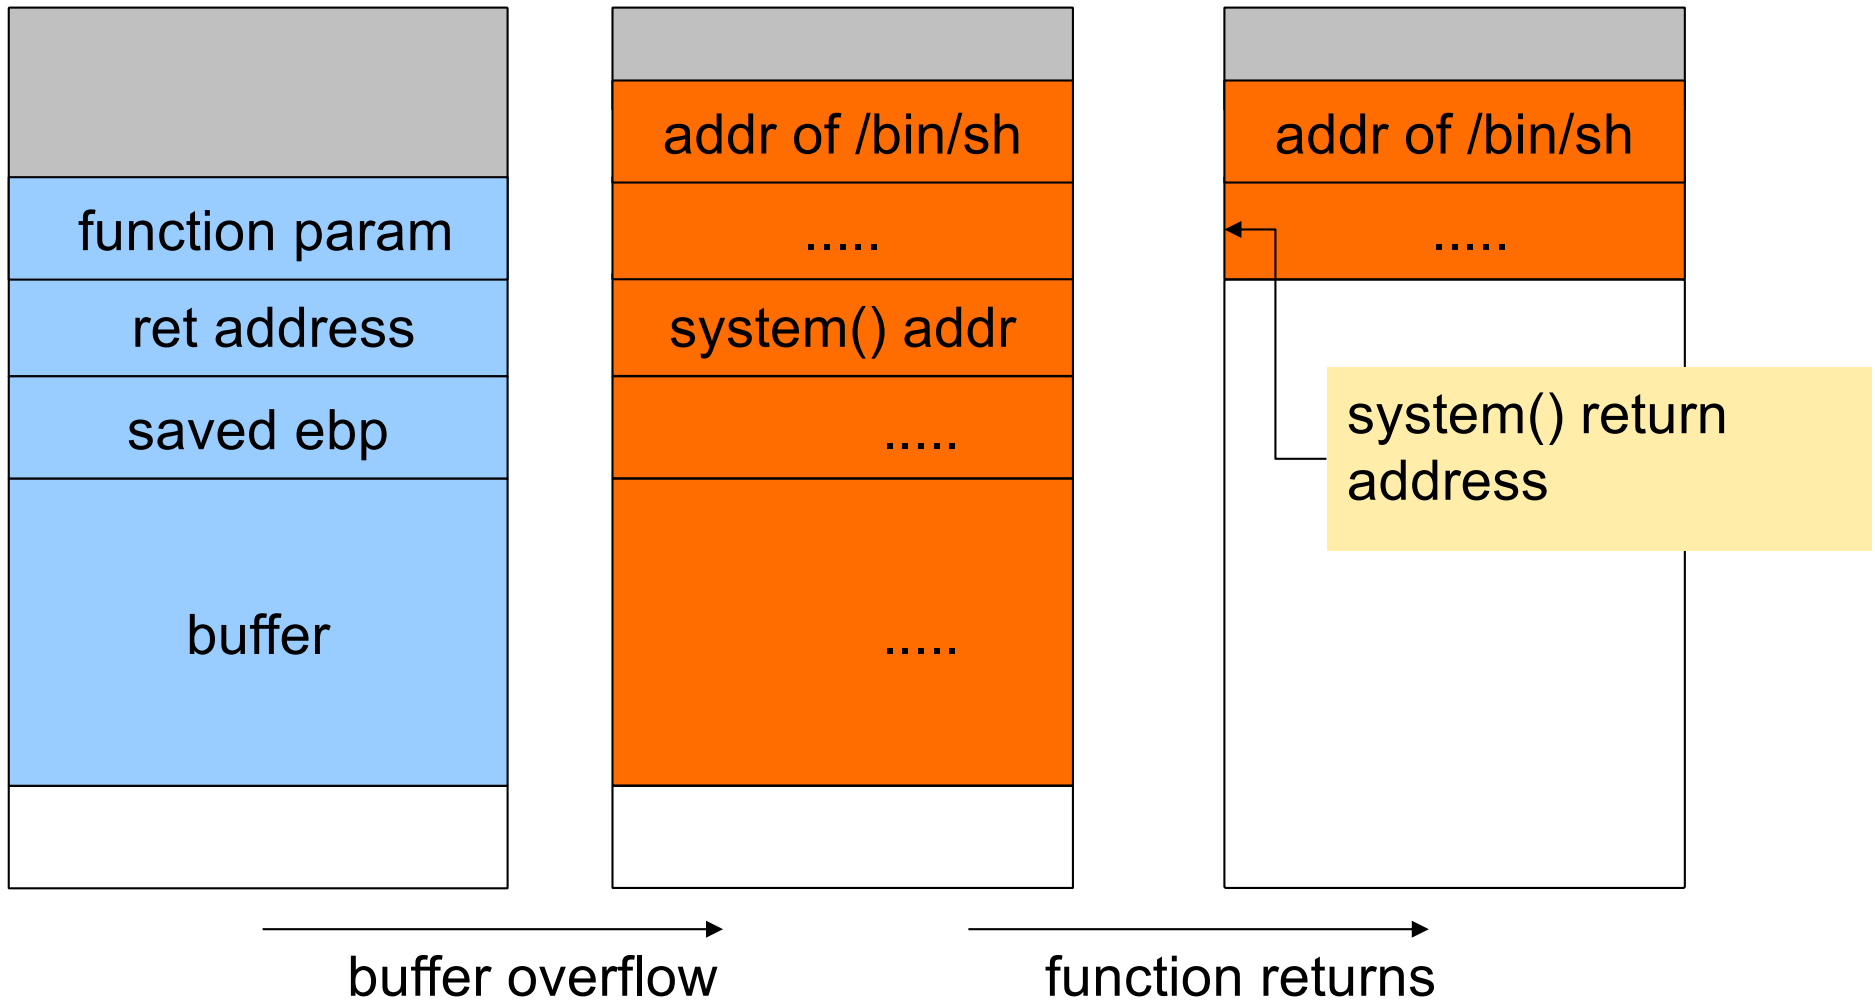 function param
ret address
saved ebp
buffer
addr of /bin/sh
.....
system() addr
.....
.....
addr of /bin/sh
.....
system() return
address
buffer overflow
function returns